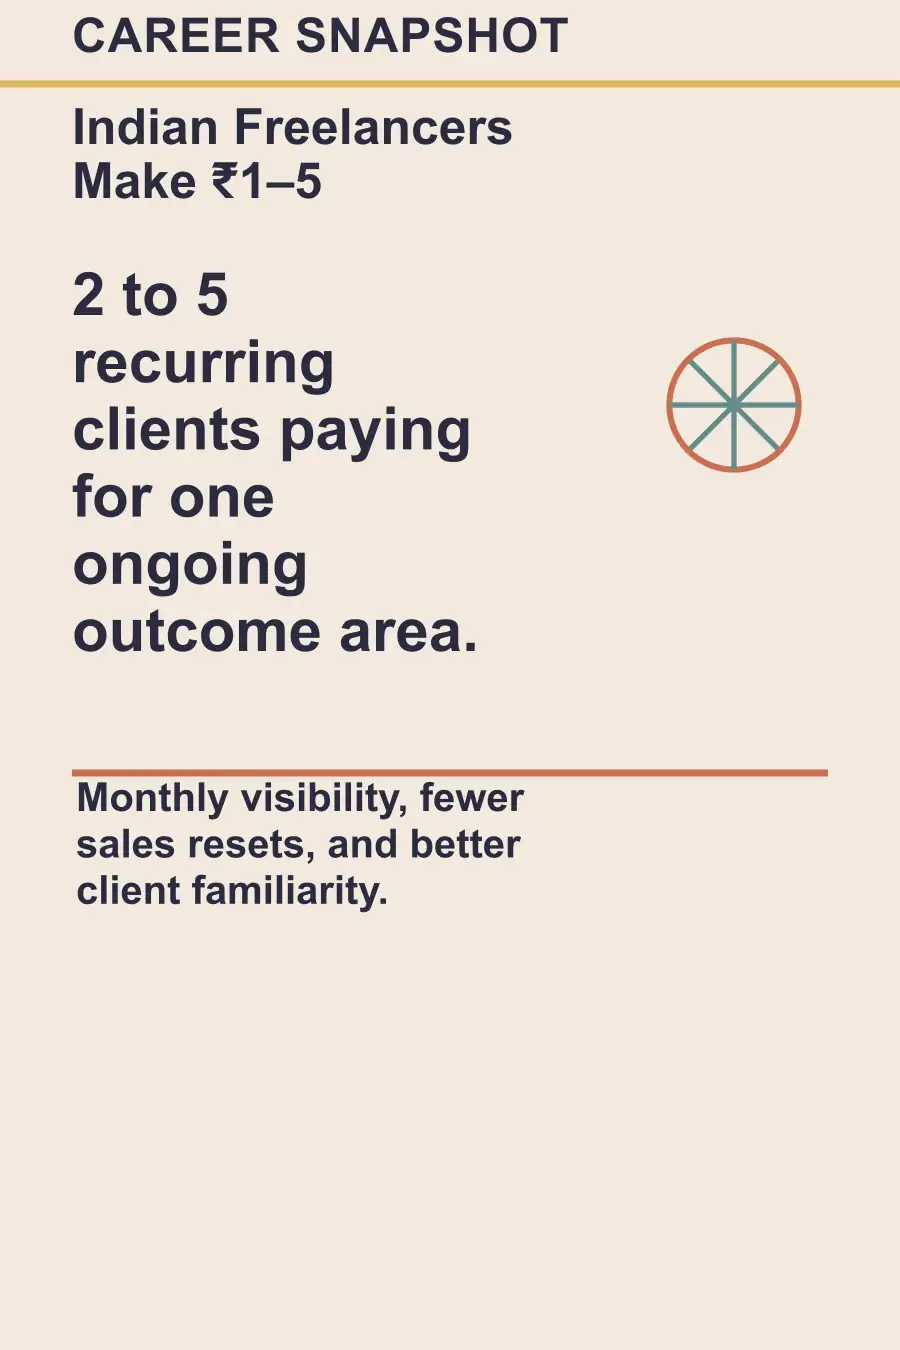 CAREER SNAPSHOT
Indian Freelancers
Make ₹1–5
2 to 5
recurring
clients paying
for one
ongoing
outcome area.
Monthly visibility, fewer
sales resets, and better
client familiarity.